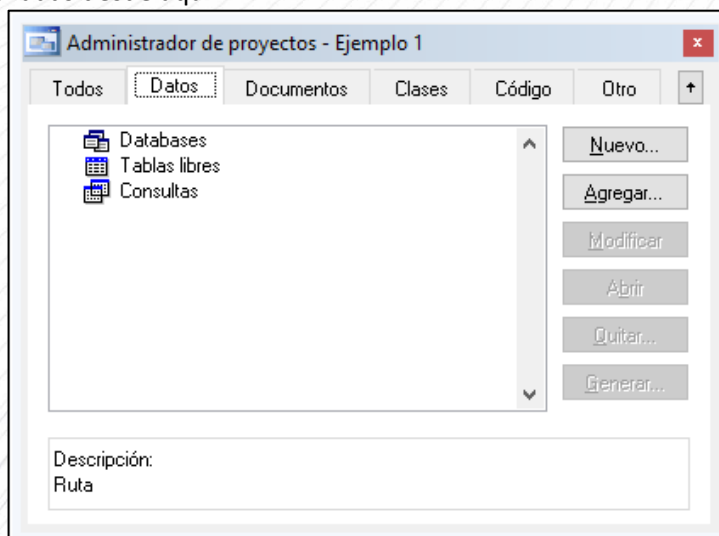 Administrador de proyectos - Ejemplo 1
Todos Datos Documentos Clases Código Otro
Databases
Tablas libres
Consultas
Nuevo...
Agregar...
Modificar
Abrir
Quitar...
Generar...
Descripción:
Ruta